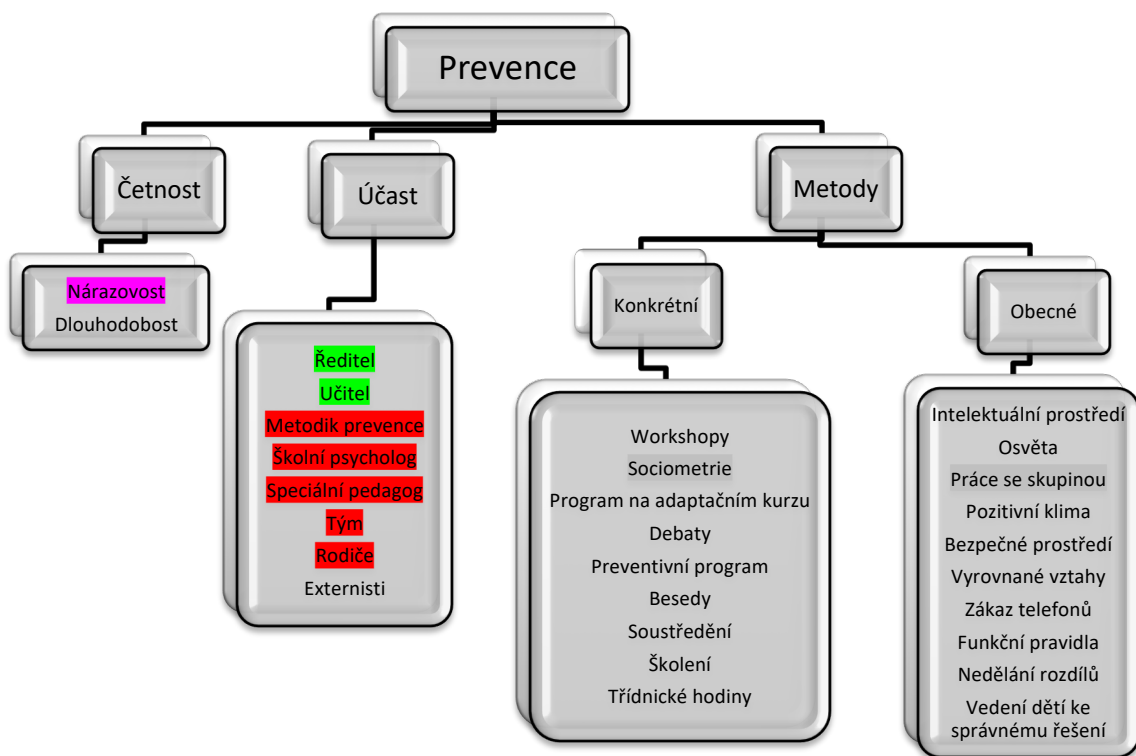 Prevence
Četnost
Účast
Metody
Nárazovost
Dlouhodobost
Konkrétní
Obecné
Ředitel
Učitel
Metodik prevence
Školní psycholog
Speciální pedagog
Tým
Rodiče
Externisti
Workshopy
Sociometrie
Program na adaptačním kurzu
Debaty
Preventivní program
Besedy
Soustředění
Školení
Třídnické hodiny
Intelektuální prostředí
Osvěta
Práce se skupinou
Pozitivní klima
Bezpečné prostředí
Vyrovnané vztahy
Zákaz telefonů
Funkční pravidla
Nedělání rozdílů
Vedení dětí ke
správnému řešení